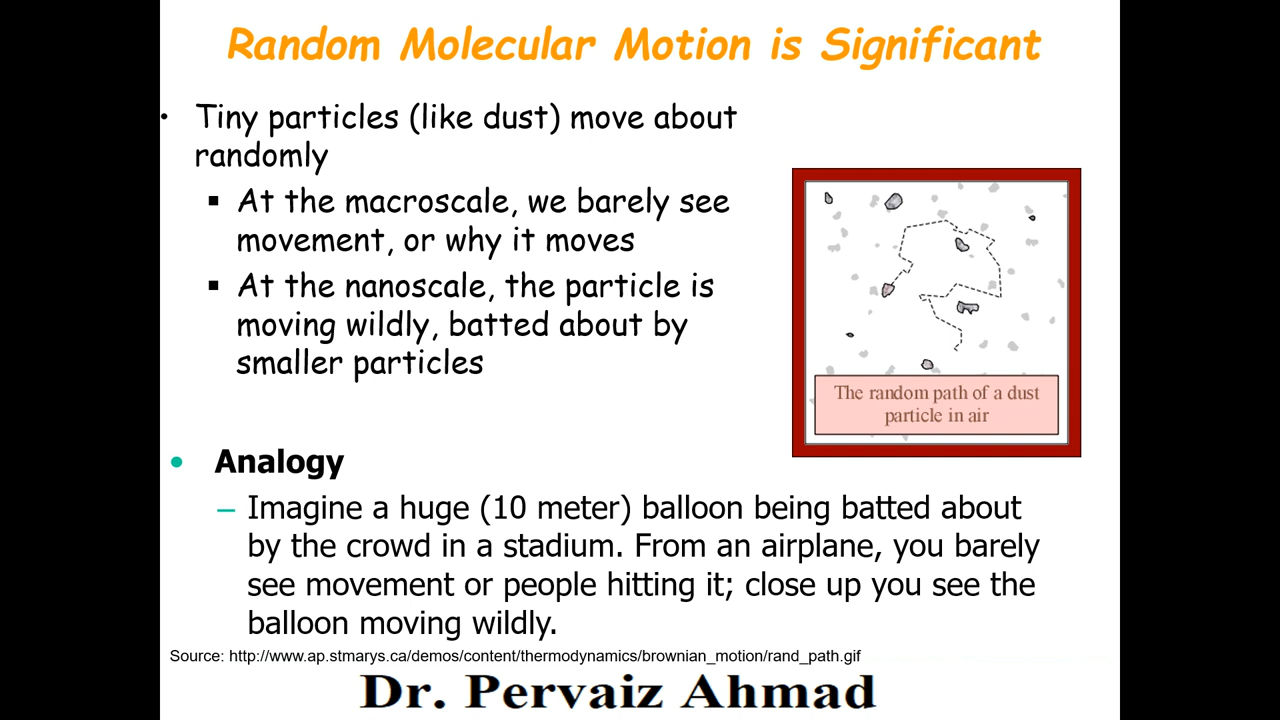 Random Molecular Motion is Significant
• Tiny particles (like dust) move about
randomly
▪ At the macroscale, we barely see
movement, or why it moves
▪ At the nanoscale, the particle is
moving wildly, batted about by
smaller particles
The random path of a dust
particle in air
• Analogy
– Imagine a huge (10 meter) balloon being batted about
by the crowd in a stadium. From an airplane, you barely
see movement or people hitting it; close up you see the
balloon moving wildly.
Source: http://www.ap.stmarys.ca/demos/content/thermodynamics/brownian_motion/rand_path.gif
Dr. Pervaiz Ahmad